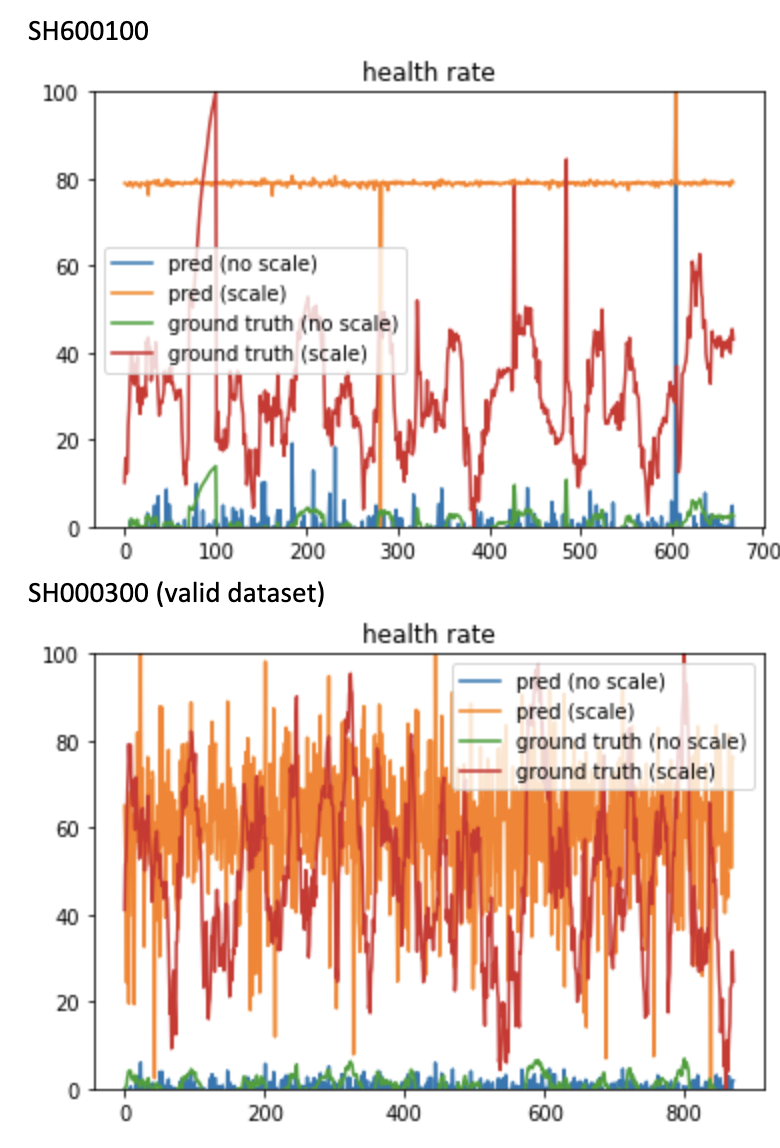 SH600100
health rate
100
80
60
40
20
0
pred (no scale)
pred (scale)
ground truth (no scale)
ground truth (scale)
0 100 200 300 400 500 600 700
SH000300 (valid dataset)
health rate
100
80
60
40
20
0
pred (no scale)
pred (scale)
ground truth (no scale)
ground truth (scale)
0 200 400 600 800